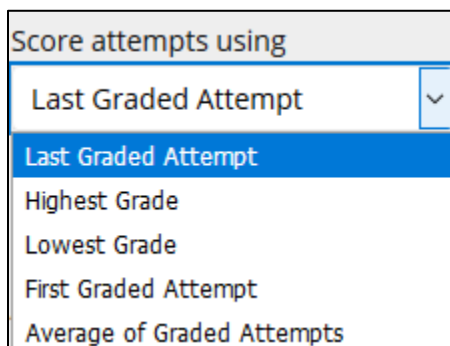 Score attempts using
Last Graded Attempt
Last Graded Attempt
Highest Grade
Lowest Grade
First Graded Attempt
Average of Graded Attempts